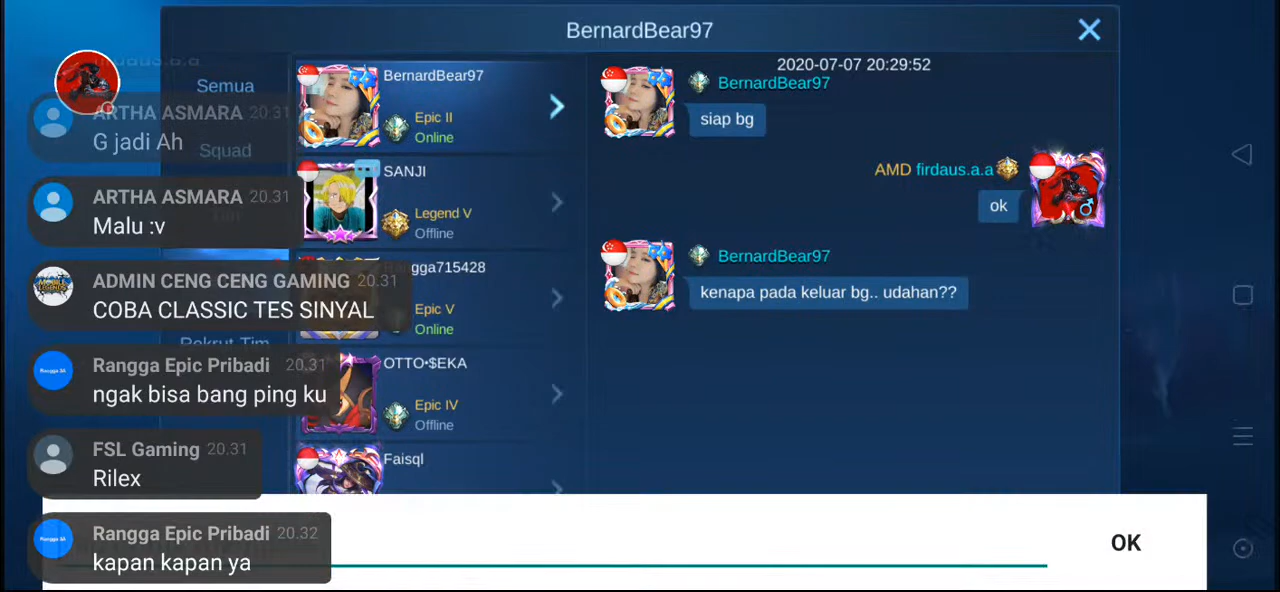 BernardBear97
Semua
Squad
Rekrut Tim
BernardBear97
Epic II
Online
SANJI
Legend V
Offline
gga715428
Epic V
Online
OTTO•$EKA
Epic IV
Offline
Faisql
2020-07-07 20:29:52
BernardBear97
siap bg
AMD firdaus.a.a
ok
BernardBear97
kenapa pada keluar bg.. udahan??
firdaus.a.a
ARTHA ASMARA 20.31
G jadi Ah
ARTHA ASMARA 20.31
Malu :v
ADMIN CENG CENG GAMING 20.31
COBA CLASSIC TES SINYAL
Rangga Epic Pribadi 20.31
ngak bisa bang ping ku
FSL Gaming 20.31
Rilex
Rangga Epic Pribadi 20.32
kapan kapan ya
OK